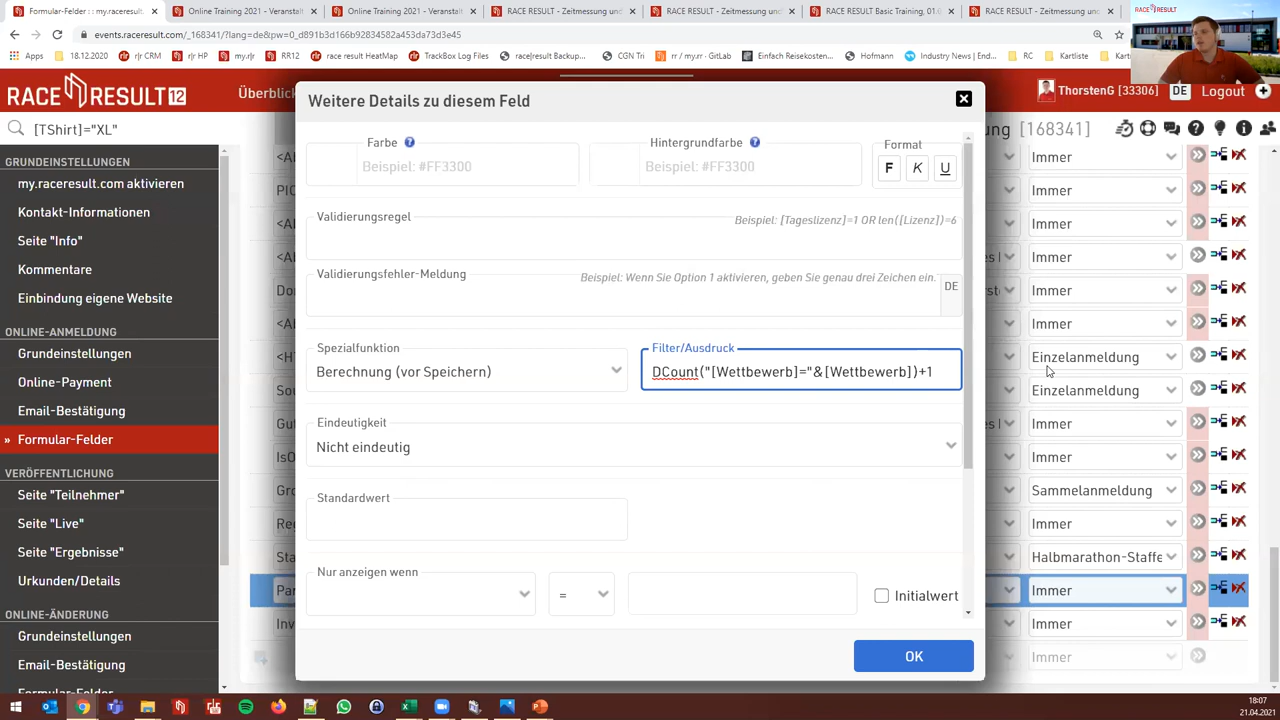 Formular-Felder : : my.raceresult.
Online Training 2021 - Veranstalt
Online Training 2021 - Veranstalt
RACE RESULT - Zeitmessung und
RACE RESULT - Zeitmessung und
RACE RESULT Basic Training, 01.0
RACE RESULT - Zeitmessung und
events.raceresult.com/_168341/?lang=de&pw=0_d891b3d166b92834582a453da730fe#5
Apps
18.12.2020
r|r CRM
r|r HP
my.r|r
RR12
race result HeatMap
TrackBox Log Files
race|result Backup...
CGN Tri
rr / my.rr · GitLab
Einfach Reisekosten...
Hofmann
Industry News | En...
RC
Kartliste
RACE RESULT 12
Überblick
ThorstenG [33306]
DE
Logout
[TShirt]="XL"
[168341]
GRUNDEINSTELLUNGEN
my.raceresult.com aktivieren
Kontakt-Informationen
Seite "Info"
Kommentare
Einbindung eigene Website
ONLINE-ANMELDUNG
Grundeinstellungen
Online-Payment
Email-Bestätigung
» Formular-Felder
VERÖFFENTLICHUNG
Seite "Teilnehmer"
Seite "Live"
Seite "Ergebnisse"
Urkunden/Details
ONLINE-ÄNDERUNG
Grundeinstellungen
Email-Bestätigung
Formular-Felder
Weitere Details zu diesem Feld
Farbe
Beispiel: #FF3300
Hintergrundfarbe
Beispiel: #FF3300
Format
F K U
Validierungsregel
Beispiel: [Tageslizenz]=1 OR len([Lizenz])=6
Validierungsfehler-Meldung
Beispiel: Wenn Sie Option 1 aktivieren, geben Sie genau drei Zeichen ein.
DE
Spezialfunktion
Berechnung (vor Speichern)
Filter/Ausdruck
DCount("[Wettbewerb]="&[Wettbewerb])+1
Eindeutigkeit
Nicht eindeutig
Standardwert
Nur anzeigen wenn
=
Initialwert
OK
Immer
Immer
Immer
Immer
Immer
Immer
Einzelanmeldung
Einzelanmeldung
Immer
Immer
Sammelanmeldung
Immer
Halbmarathon-Staffe
Immer
Immer
Immer
18:07
21.04.2021